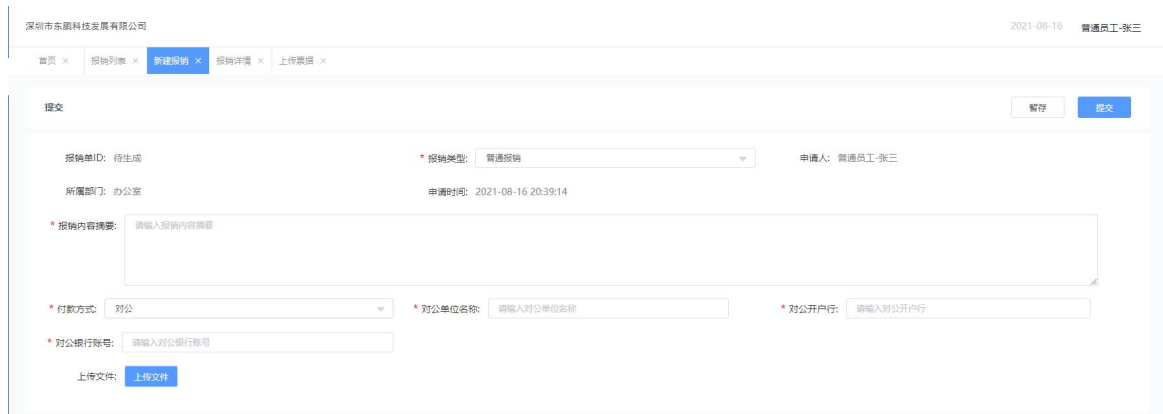 深圳市东鹏科技发展有限公司 2021-08-16 普通员工-张三
首页 × 报销列表 × 新建报销 × 报销详情 × 上传票据 ×
提交 暂存 提交
报销单ID: 待生成 * 报销类型: 普通报销 申请人: 普通员工-张三
所属部门: 办公室 申请时间: 2021-08-16 20:39:14
* 报销内容摘要: 请输入报销内容摘要
* 付款方式: 对公 * 对公单位名称: 请输入对公单位名称 * 对公开户行: 请输入对公开户行
* 对公银行账号: 请输入对公银行账号
上传文件: 上传文件